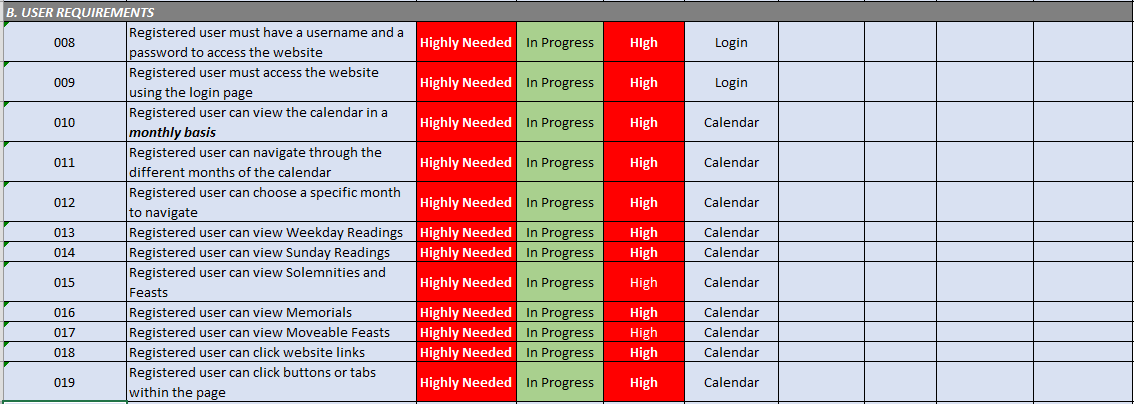 B. USER REQUIREMENTS
008 Registered user must have a username and a password to access the website Highly Needed In Progress HIgh Login
009 Registered user must access the website using the login page Highly Needed In Progress High Login
010 Registered user can view the calendar in a monthly basis Highly Needed In Progress High Calendar
011 Registered user can navigate through the different months of the calendar Highly Needed In Progress High Calendar
012 Registered user can choose a specific month to navigate Highly Needed In Progress High Calendar
013 Registered user can view Weekday Readings Highly Needed In Progress High Calendar
014 Registered user can view Sunday Readings Highly Needed In Progress High Calendar
015 Registered user can view Solemnities and Feasts Highly Needed In Progress High Calendar
016 Registered user can view Memorials Highly Needed In Progress High Calendar
017 Registered user can view Moveable Feasts Highly Needed In Progress High Calendar
018 Registered user can click website links Highly Needed In Progress High Calendar
019 Registered user can click buttons or tabs within the page Highly Needed In Progress High Calendar